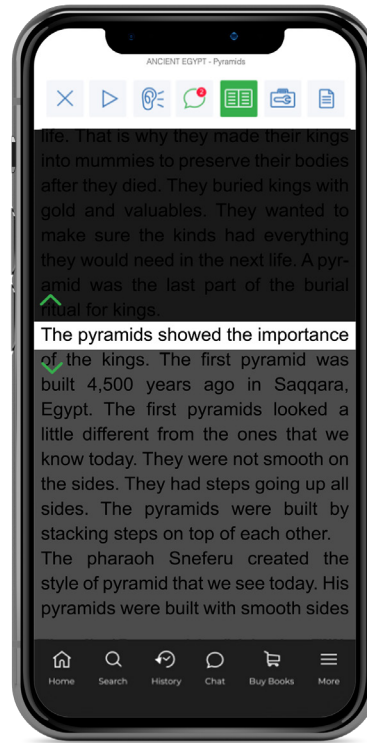 ANCIENT EGYPT - Pyramids
2
life. That is why they made their kings
into mummies to preserve their bodies
after they died. They buried kings with
gold and valuables. They wanted to
make sure the kinds had everything
they would need in the next life. A pyr-
amid was the last part of the burial
ritual for kings.
The pyramids showed the importance
of the kings. The first pyramid was
built 4,500 years ago in Saqqara,
Egypt. The first pyramids looked a
little different from the ones that we
know today. They were not smooth on
the sides. They had steps going up all
sides. The pyramids were built by
stacking steps on top of each other.
The pharaoh Sneferu created the
style of pyramid that we see today. His
pyramids were built with smooth sides
Home Search History Chat Buy Books More